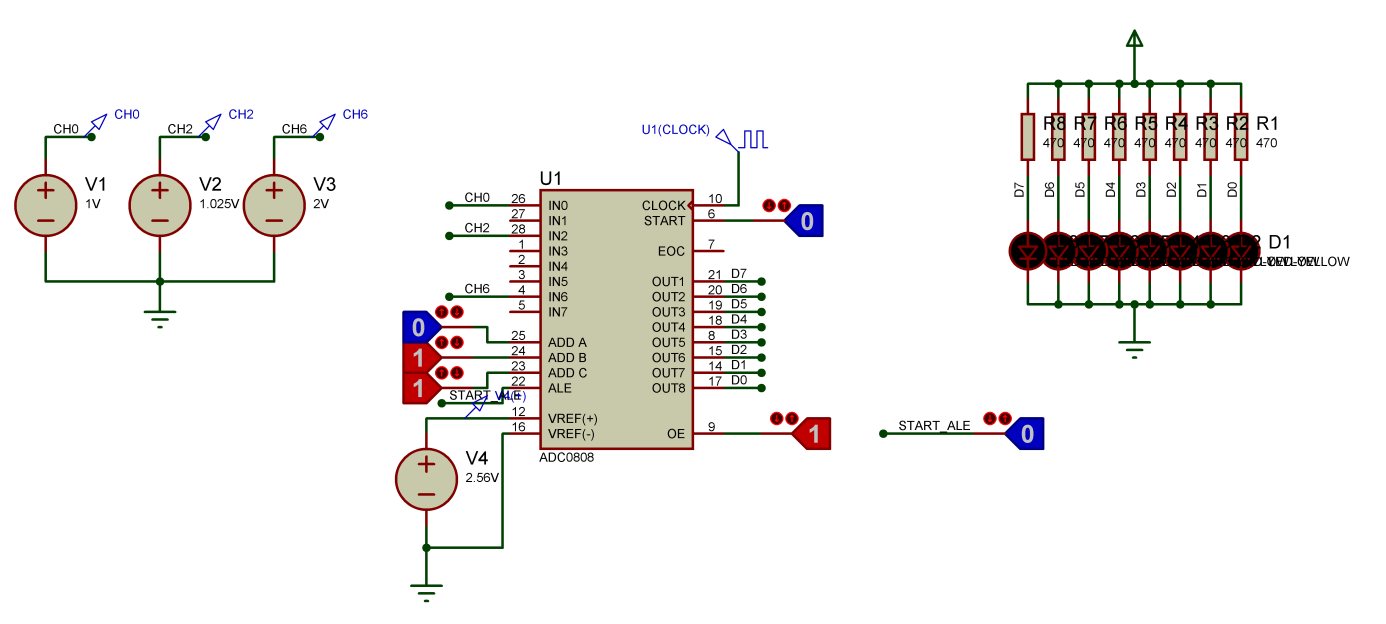 CH0 CH0 CH2 CH2 CH6 CH6
V1
1V
V2
1.025V
V3
2V
U1
U1(CLOCK)
CH0 26 IN0
27 IN1
CH2 28 IN2
1 IN3
2 IN4
3 IN5
CH6 4 IN6
5 IN7
0 25 ADD A
1 24 ADD B
1 23 ADD C
START_ALE 22 ALE
12 VREF(+)
16 VREF(-)
CLOCK 10
START 6 0
EOC 7
OUT1 21 D7
OUT2 20 D6
OUT3 19 D5
OUT4 18 D4
OUT5 8 D3
OUT6 15 D2
OUT7 14 D1
OUT8 17 D0
OE 9 1
ADC0808
V4
2.56V
START_ALE 0
R8 R7 R6 R5 R4 R3 R2 R1
470 470 470 470 470 470 470 470
D7 D6 D5 D4 D3 D2 D1 D0
D1